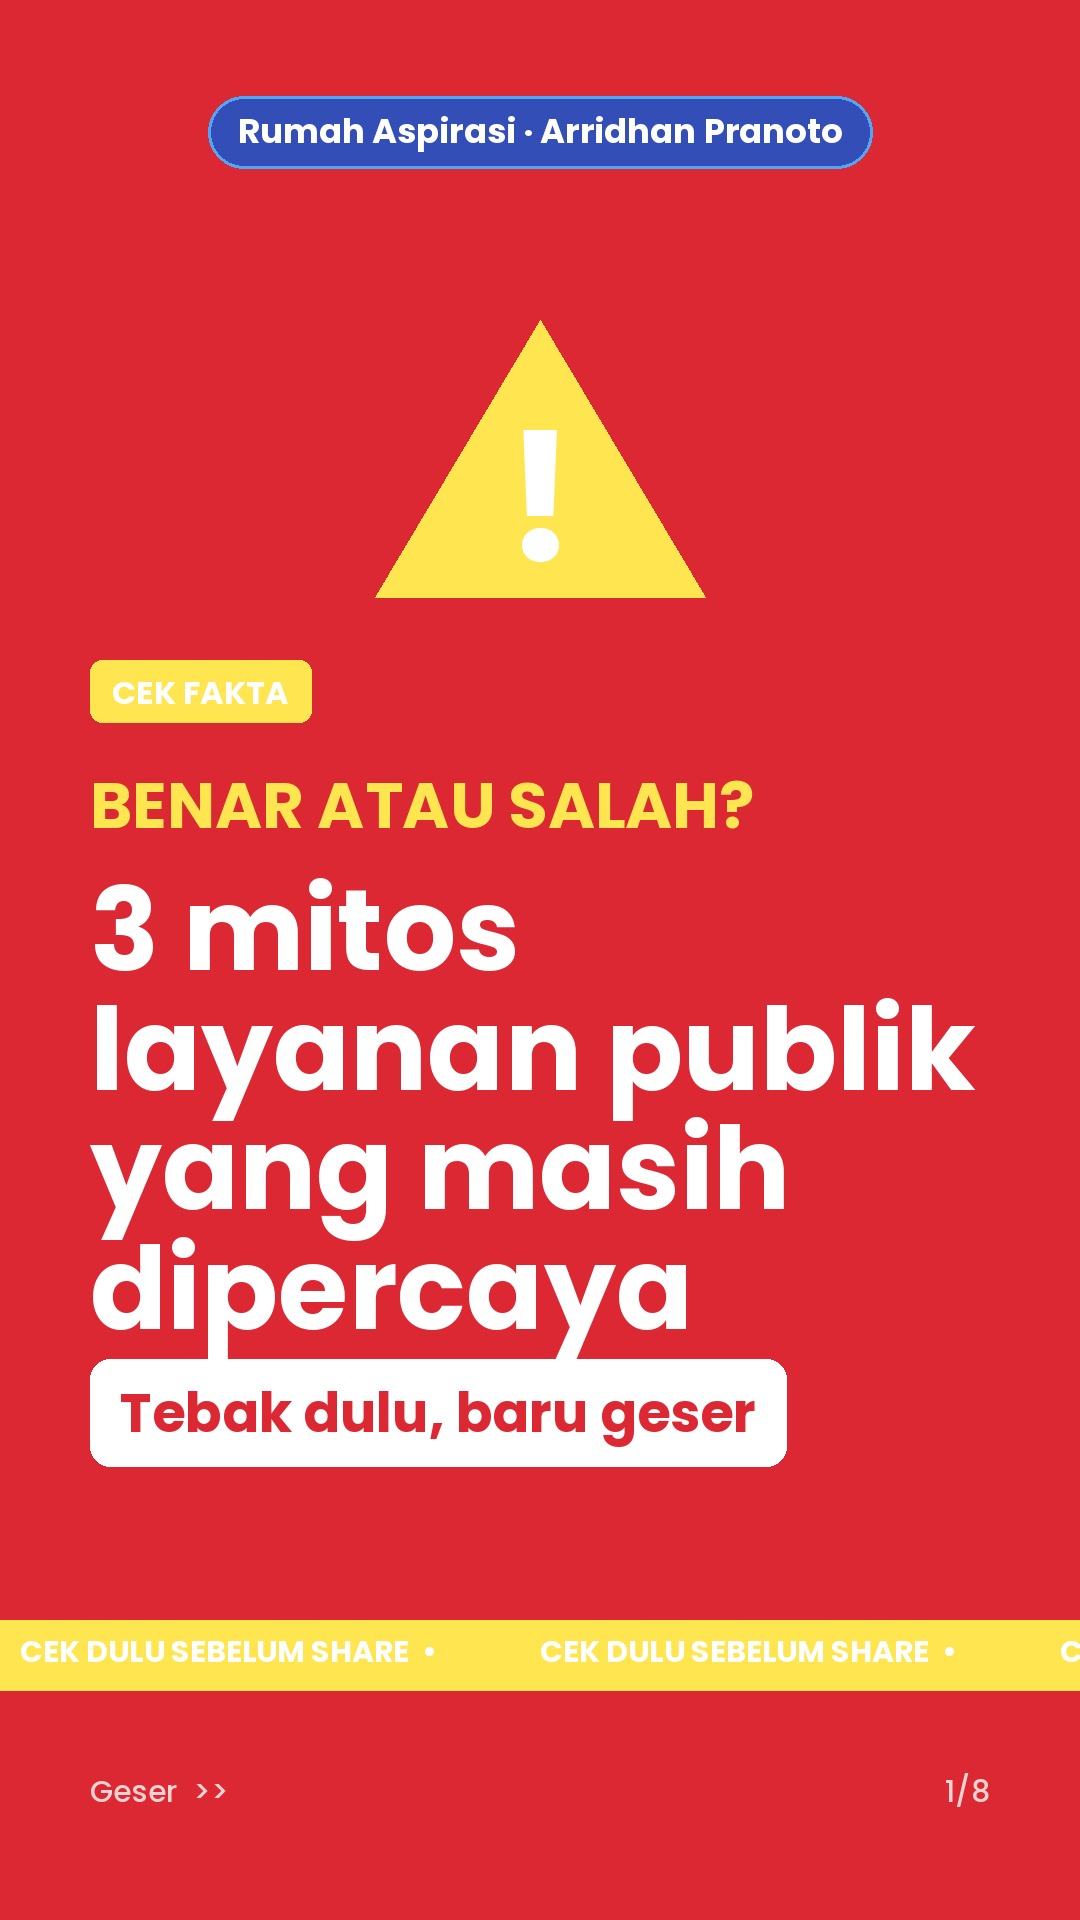 Rumah Aspirasi · Arridhan Pranoto
!
CEK FAKTA
BENAR ATAU SALAH?
3 mitos
layanan publik
yang masih
dipercaya
Tebak dulu, baru geser
CEK DULU SEBELUM SHARE • CEK DULU SEBELUM SHARE • C
Geser >>
1/8